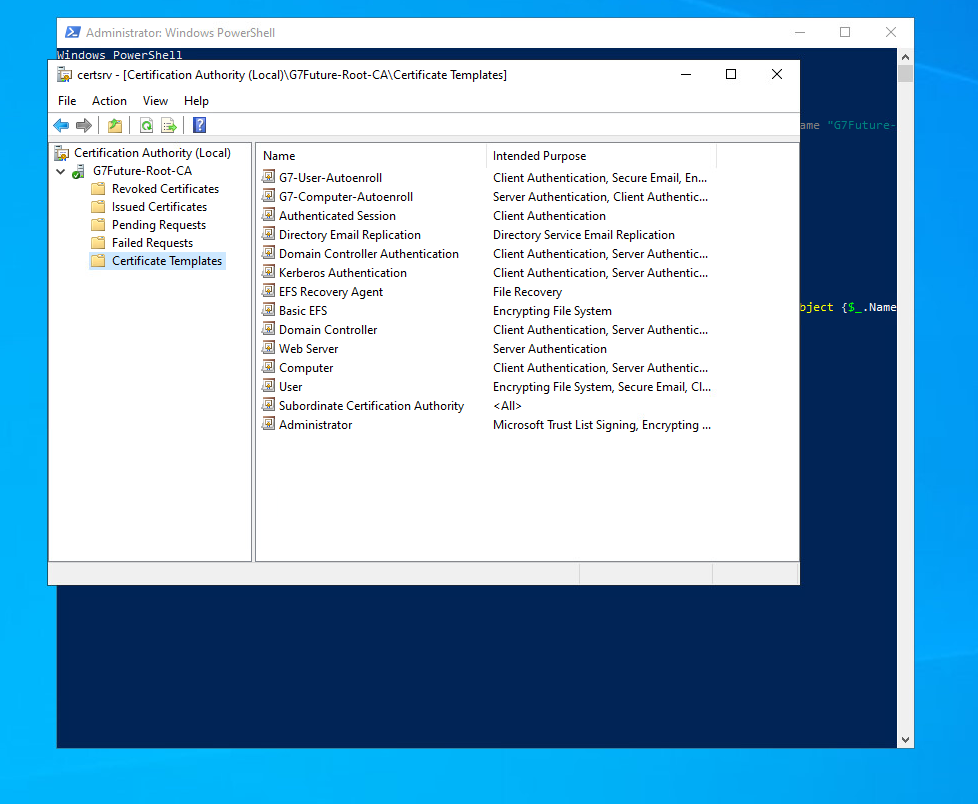 Administrator: Windows PowerShell
Windows PowerShell
certsrv - [Certification Authority (Local)\G7Future-Root-CA\Certificate Templates]
File Action View Help
ame "G7Future-
Certification Authority (Local)
G7Future-Root-CA
Revoked Certificates
Issued Certificates
Pending Requests
Failed Requests
Certificate Templates
Name Intended Purpose
G7-User-Autoenroll Client Authentication, Secure Email, En...
G7-Computer-Autoenroll Server Authentication, Client Authentic...
Authenticated Session Client Authentication
Directory Email Replication Directory Service Email Replication
Domain Controller Authentication Client Authentication, Server Authentic...
Kerberos Authentication Client Authentication, Server Authentic...
EFS Recovery Agent File Recovery
Basic EFS Encrypting File System
Domain Controller Client Authentication, Server Authentic...
Web Server Server Authentication
Computer Client Authentication, Server Authentic...
User Encrypting File System, Secure Email, Cl...
Subordinate Certification Authority <All>
Administrator Microsoft Trust List Signing, Encrypting ...
bject {$_.Name